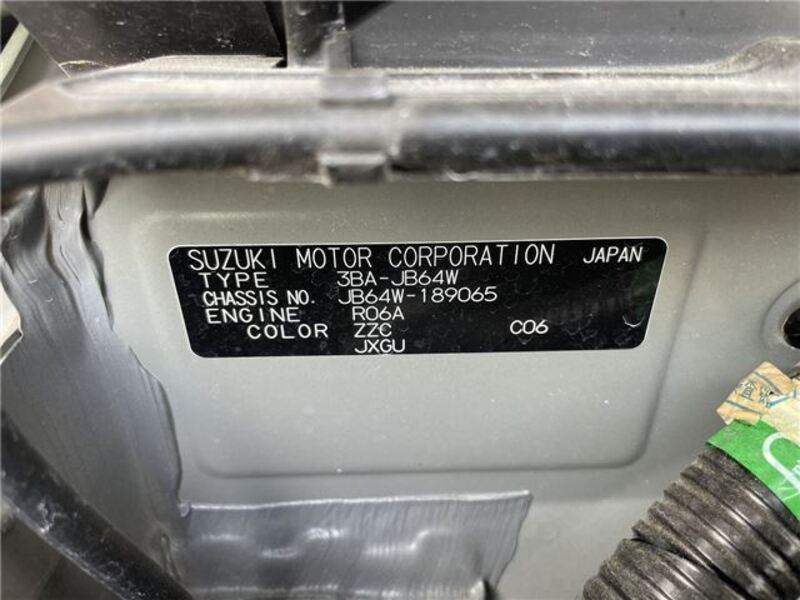 SUZUKI MOTOR CORPORATION JAPAN
TYPE 3BA-JB64W
CHASSIS NO. JB64W-189065
ENGINE R06A
COLOR ZZC C06
JXGU